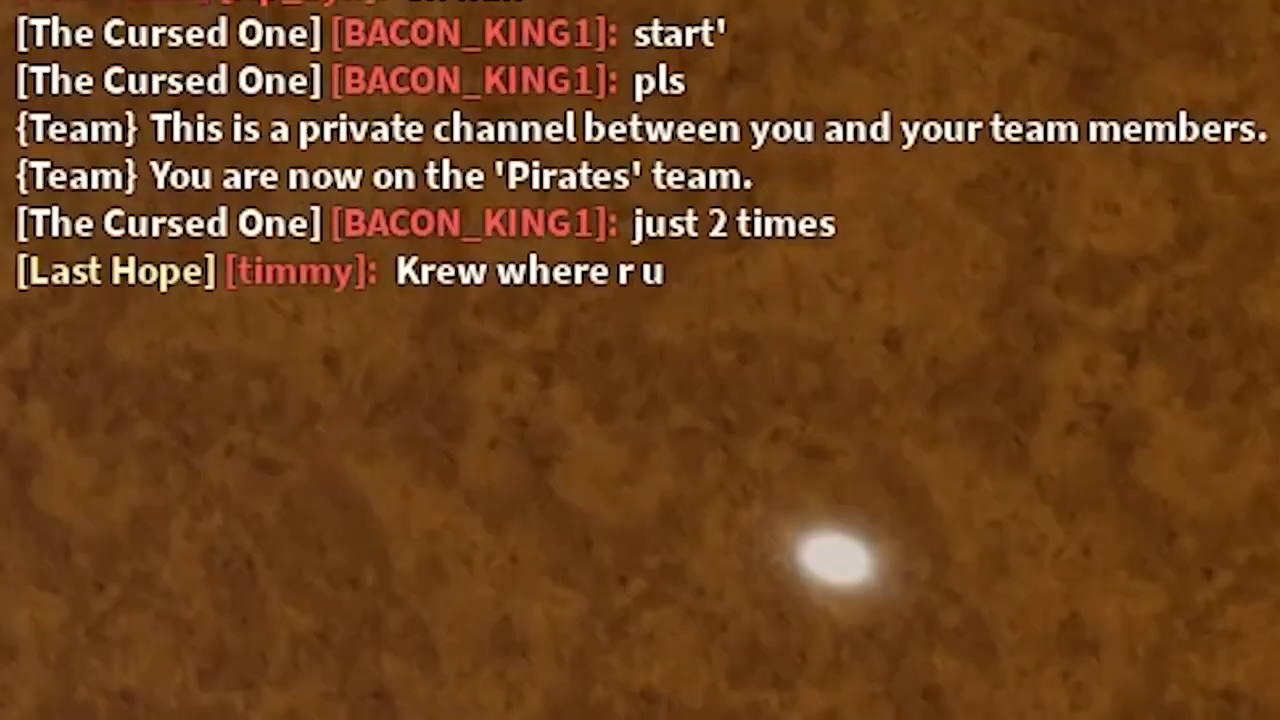 [The Cursed One] [BACON_KING1]: start'
[The Cursed One] [BACON_KING1]: pls
{Team} This is a private channel between you and your team members.
{Team} You are now on the 'Pirates' team.
[The Cursed One] [BACON_KING1]: just 2 times
[Last Hope] [timmy]: Krew where r u